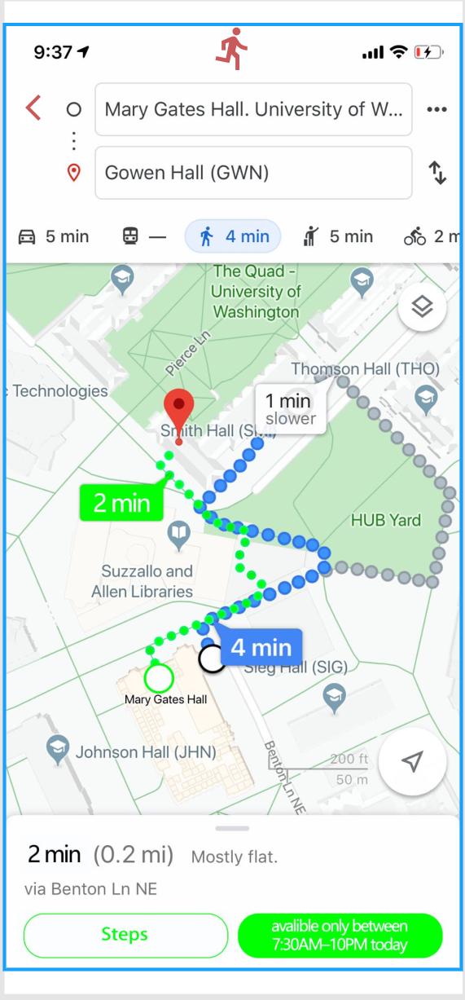 9:37
Mary Gates Hall. University of W...
Gowen Hall (GWN)
5 min
—
4 min
5 min
2 m
The Quad -
University of
Washington
Pierce Ln
Thomson Hall (THO)
Technologies
1 min
slower
Smith Hall (SMI)
2 min
HUB Yard
Suzzallo and
Allen Libraries
4 min
Sieg Hall (SIG)
Mary Gates Hall
Johnson Hall (JHN)
Benton Ln NE
200 ft
50 m
2 min (0.2 mi) Mostly flat.
via Benton Ln NE
Steps
avalible only between
7:30AM–10PM today